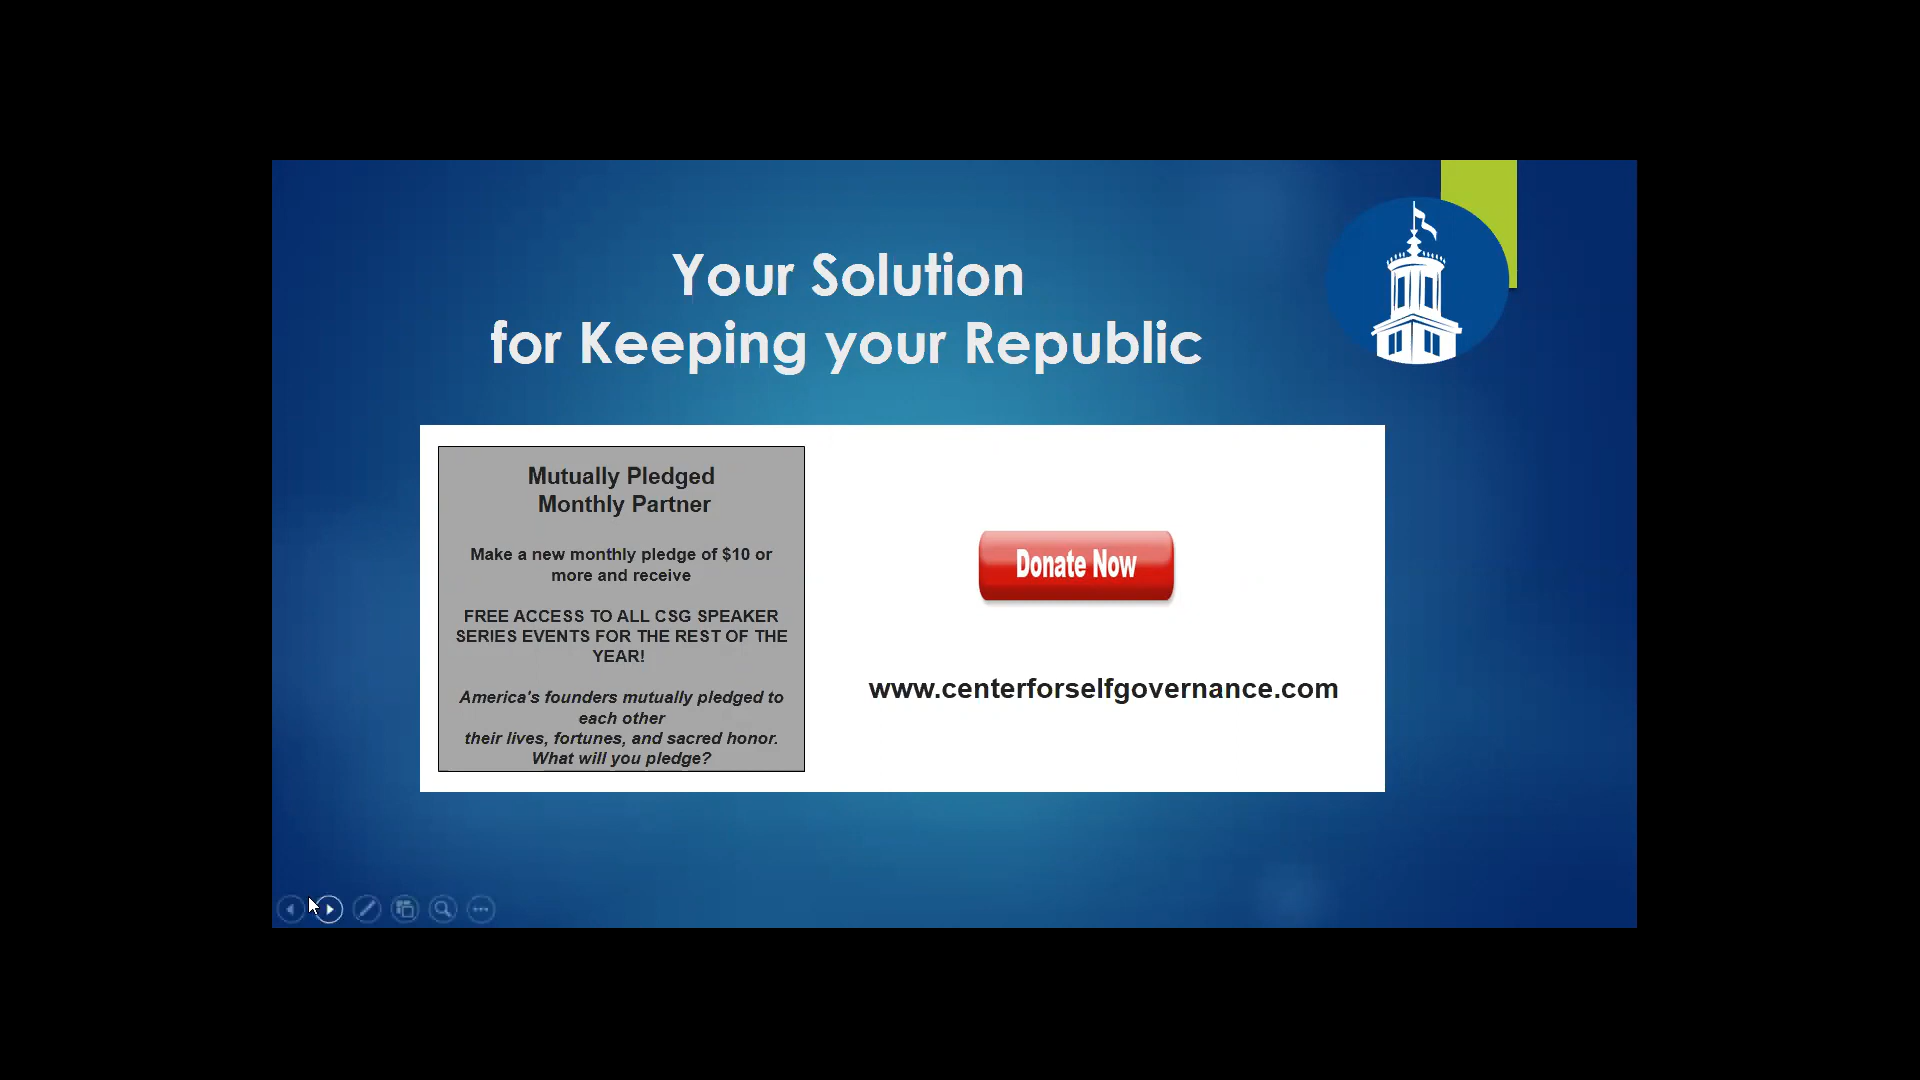 Your Solution
for Keeping your Republic
Mutually Pledged
Monthly Partner
Make a new monthly pledge of $10 or
more and receive
FREE ACCESS TO ALL CSG SPEAKER
SERIES EVENTS FOR THE REST OF THE
YEAR!
America's founders mutually pledged to
each other
their lives, fortunes, and sacred honor.
What will you pledge?
Donate Now
www.centerforselfgovernance.com